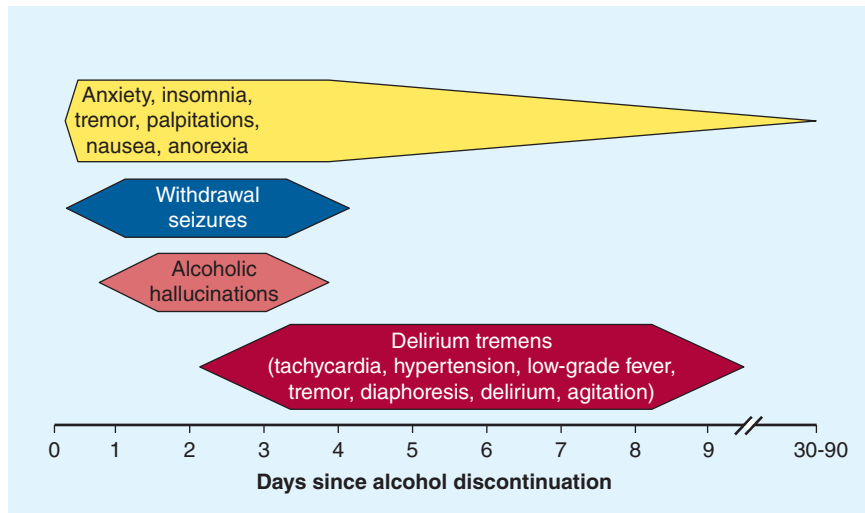 Anxiety, insomnia,
tremor, palpitations,
nausea, anorexia
Withdrawal
seizures
Alcoholic
hallucinations
Delirium tremens
(tachycardia, hypertension, low-grade fever,
tremor, diaphoresis, delirium, agitation)
0 1 2 3 4 5 6 7 8 9 30-90
Days since alcohol discontinuation